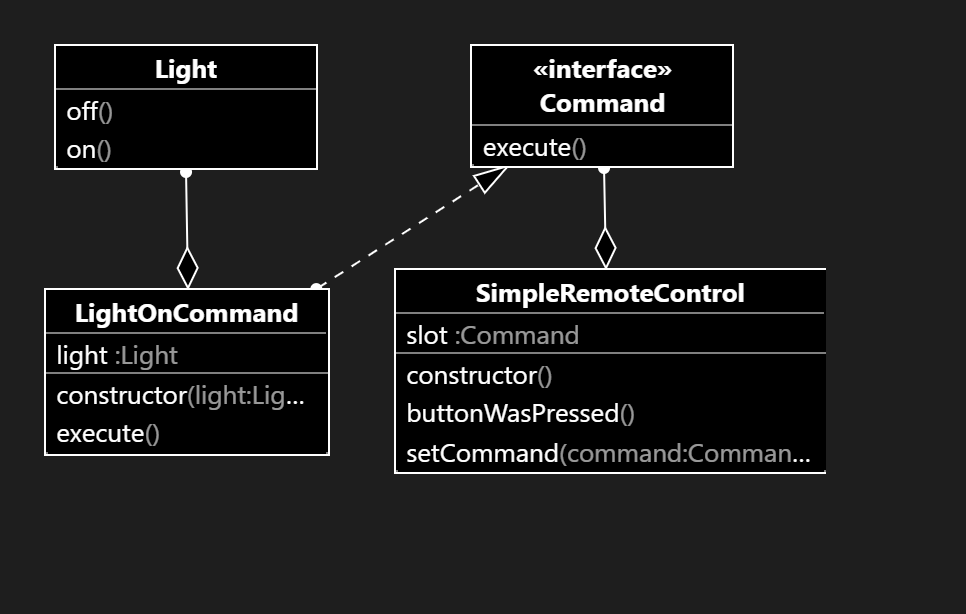 Light
off()
on()
«interface»
Command
execute()
LightOnCommand
light :Light
constructor(light:Lig...
execute()
SimpleRemoteControl
slot :Command
constructor()
buttonWasPressed()
setCommand(command:Comman...